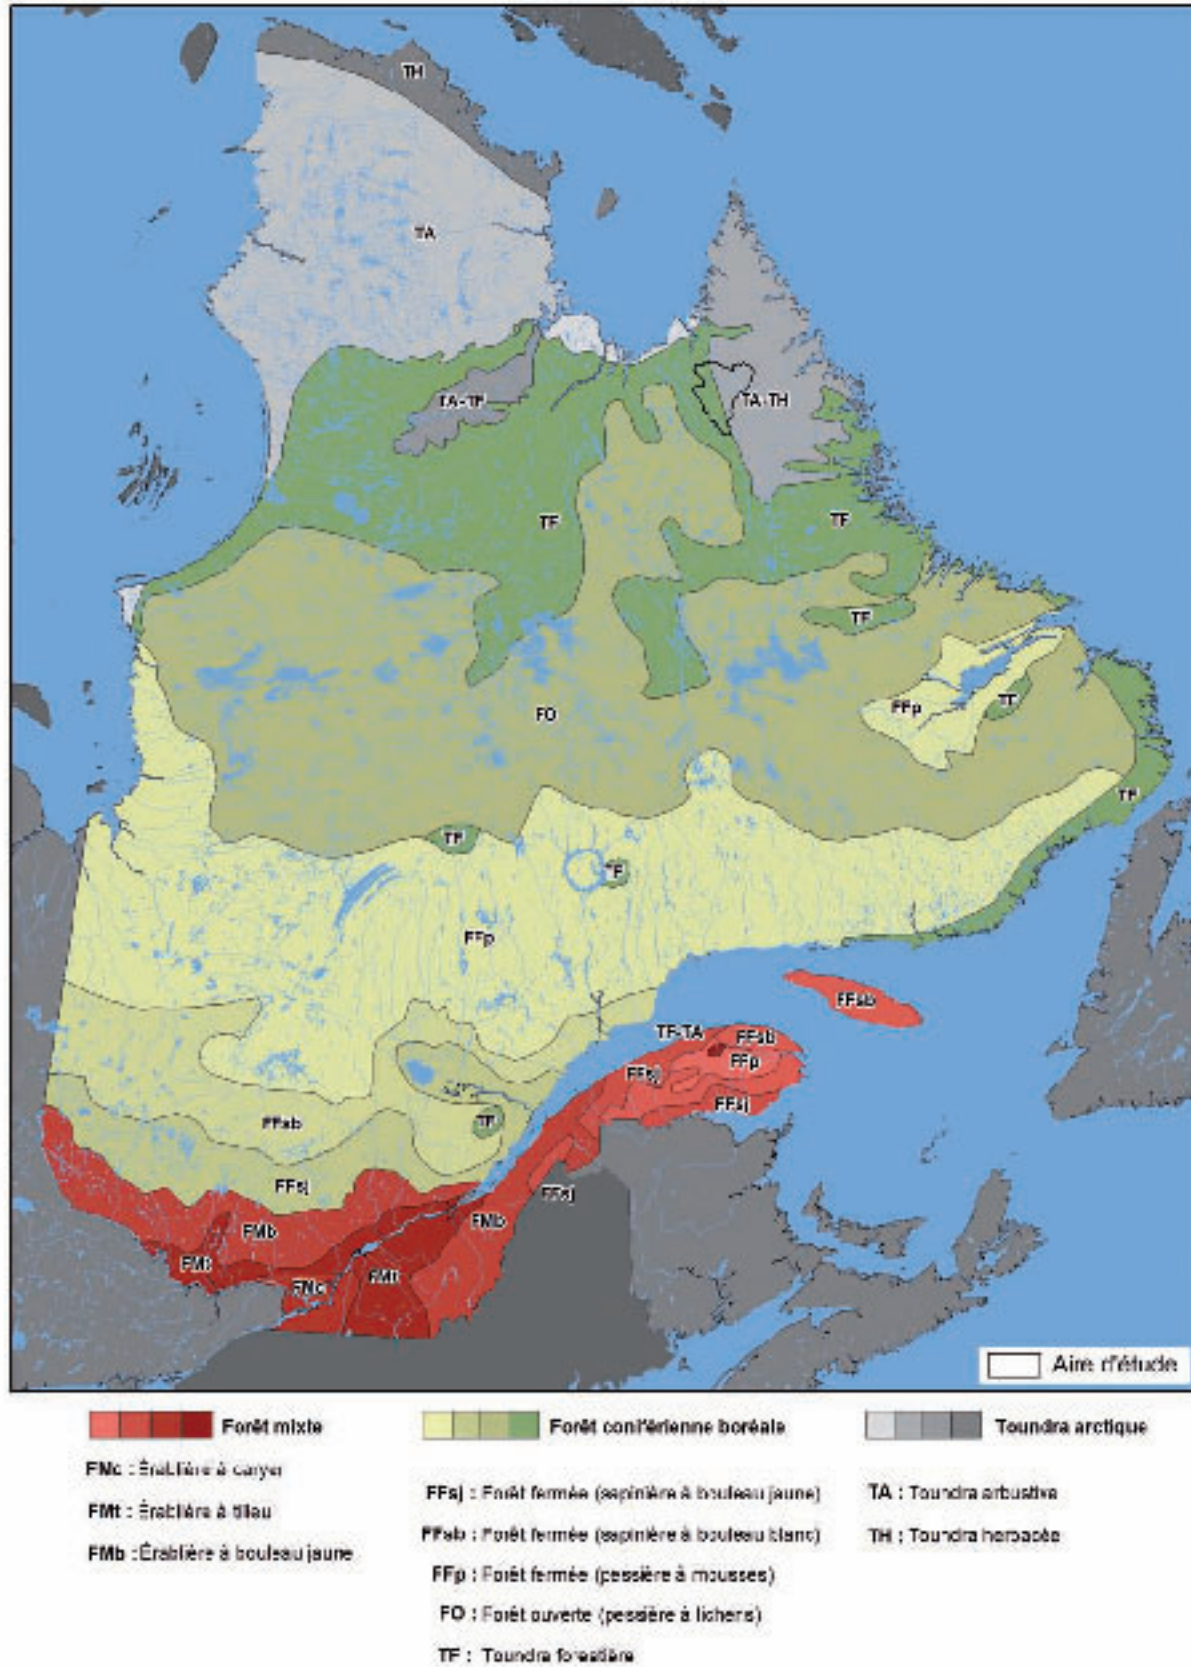 TH
TA
TA-TF
TA-TH
TF
TF
TF
FO
FFp
TF
TF
TF
TF
FFp
FFsb
TF-TA
FFsb
FFsj
FFp
FFsj
FFsb
TF
FFsj
FFsj
FMb
FMb
FMt
FMc
FMt
Aire d'étude
Forêt mixte
FMc : Érablière à caryer
FMt : Érablière à tilleu
FMb : Érablière à bouleau jaune
Forêt coniférienne boréale
FFsj : Forêt fermée (sapinière à bouleau jaune)
FFsb : Forêt fermée (sapinière à bouleau blanc)
FFp : Forêt fermée (pessière à mousses)
FO : Forêt ouverte (pessière à lichens)
TF : Toundra forestière
Toundra arctique
TA : Toundra arbustive
TH : Toundra herbacée